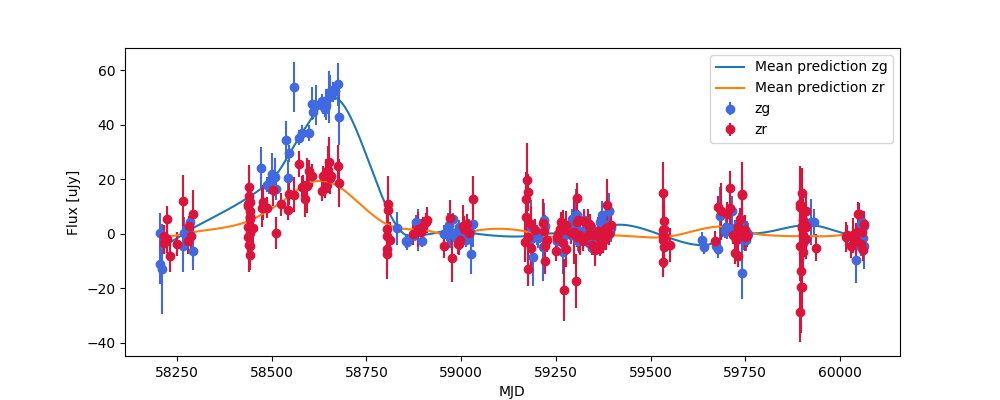 60
40
20
0
−20
−40
Flux [uJy]
58250
58500
58750
59000
59250
59500
59750
60000
MJD
Mean prediction zg
Mean prediction zr
zg
zr